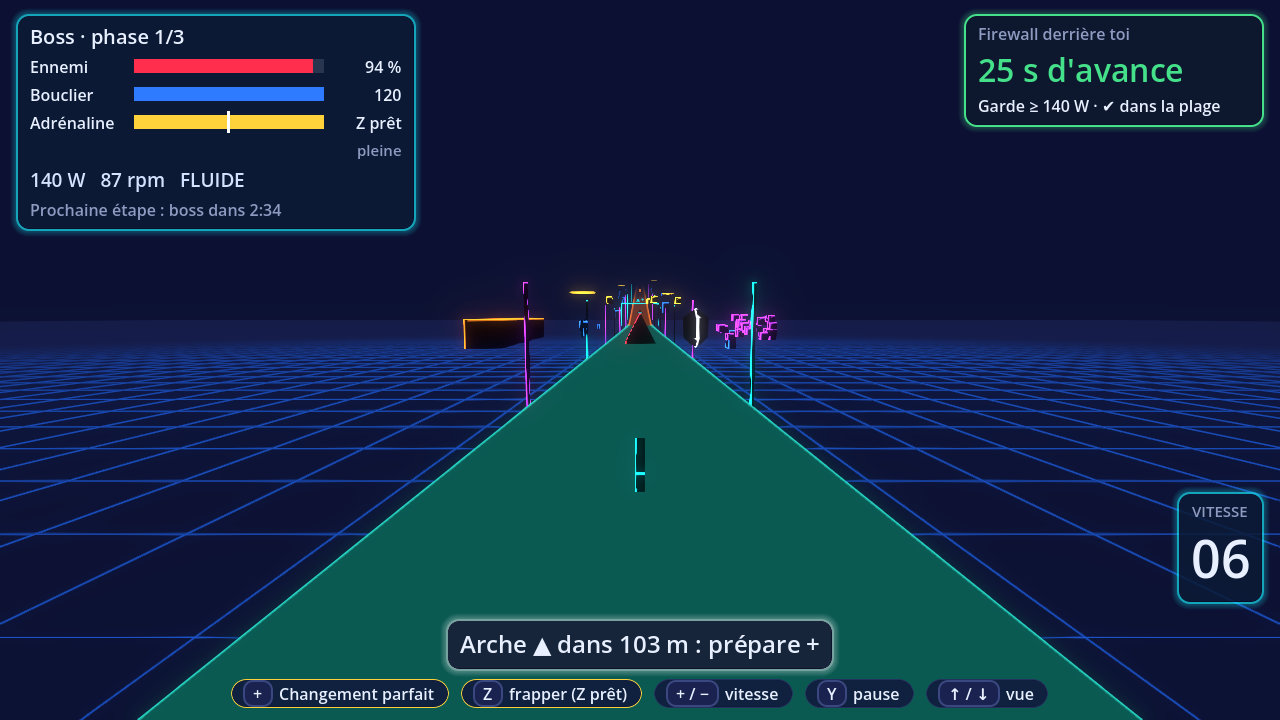 Boss · phase 1/3
Ennemi 94 %
Bouclier 120
Adrénaline Z prêt
pleine
140 W 87 rpm FLUIDE
Prochaine étape : boss dans 2:34
Firewall derrière toi
25 s d'avance
Garde ≥ 140 W · ✔ dans la plage
VITESSE
06
Arche ▲ dans 103 m : prépare +
+ Changement parfait
Z frapper (Z prêt)
+ / − vitesse
Y pause
↑ / ↓ vue